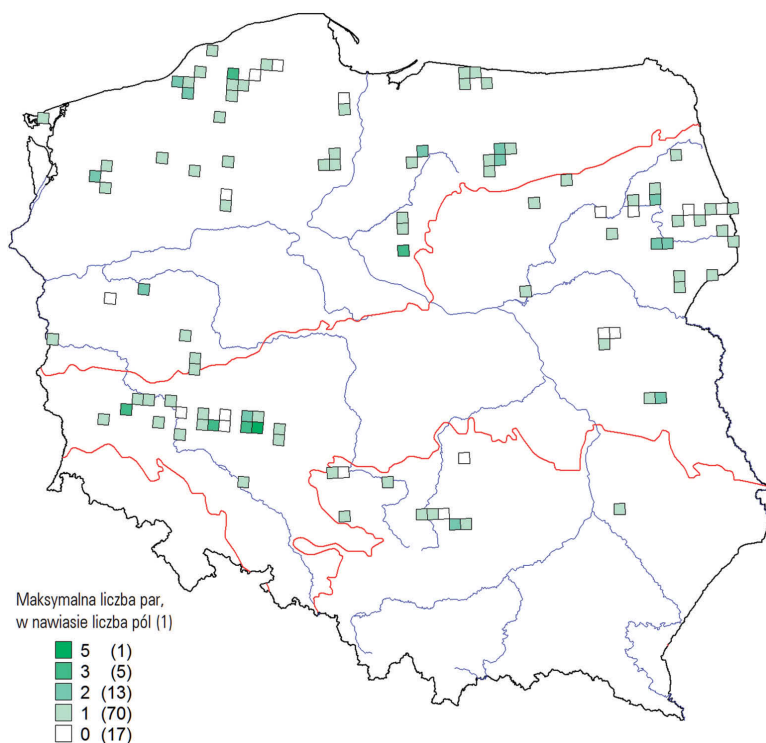 Maksymalna liczba par,
w nawiasie liczba pól (1)
5 (1)
3 (5)
2 (13)
1 (70)
0 (17)